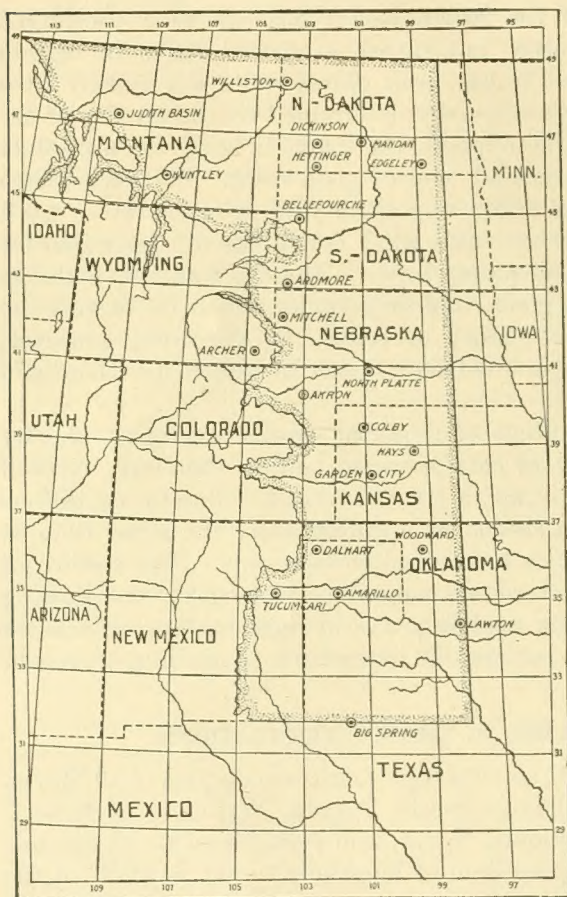 113 111 109 107 105 103 101 99 97 95
49
49
WILLISTON
N-DAKOTA
47
JUDITH BASIN
DICKINSON
47
MONTANA
MANDAN
HETTINGER
EDGELEY
MINN.
HUNTLEY
45
BELLEFOURCHE
45
IDAHO
WYOMING
S.-DAKOTA
43
ARDMORE
43
MITCHELL
NEBRASKA
IOWA
41
ARCHER
41
NORTH PLATTE
AKRON
UTAH
COLORADO
COLBY
39
HAYS
39
GARDEN CITY
KANSAS
37
37
WOODWARD
DALHART
OKLAHOMA
35
TUCUMCARI
AMARILLO
35
ARIZONA
LAWTON
NEW MEXICO
33
33
BIG SPRING
31
31
TEXAS
MEXICO
29
29
109 107 105 103 101 99 97